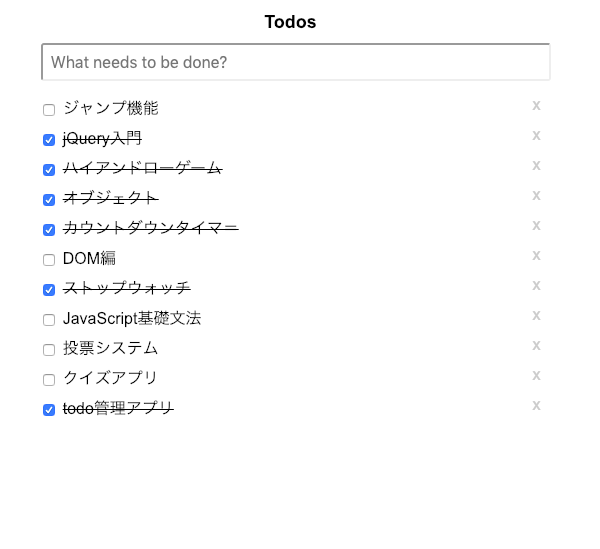 Todos
What needs to be done?
ジャンプ機能 x
jQuery入門 x
ハイアンドローゲーム x
オブジェクト x
カウントダウンタイマー x
DOM編 x
ストップウォッチ x
JavaScript基礎文法 x
投票システム x
クイズアプリ x
todo管理アプリ x